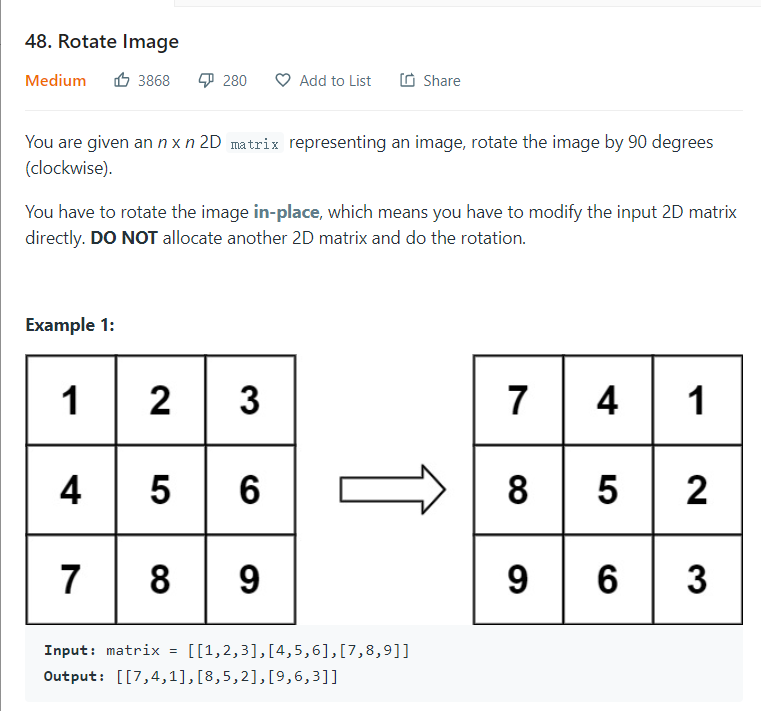 48. Rotate Image
Medium 3868 280 Add to List Share
You are given an n x n 2D matrix representing an image, rotate the image by 90 degrees
(clockwise).
You have to rotate the image in-place, which means you have to modify the input 2D matrix
directly. DO NOT allocate another 2D matrix and do the rotation.
Example 1:
1 2 3 7 4 1
4 5 6 8 5 2
7 8 9 9 6 3
Input: matrix = [[1,2,3],[4,5,6],[7,8,9]]
Output: [[7,4,1],[8,5,2],[9,6,3]]